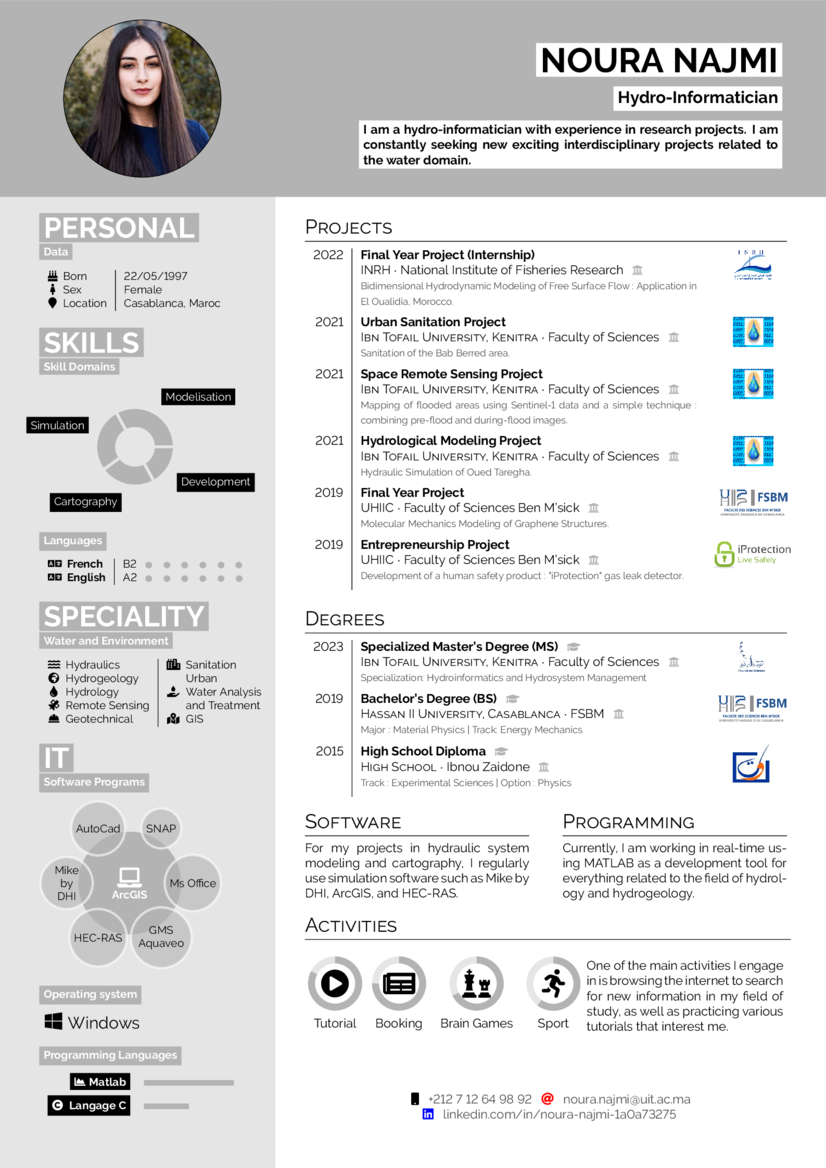 NOURA NAJMI
Hydro-Informatician
I am a hydro-informatician with experience in research projects. I am
constantly seeking new exciting interdisciplinary projects related to
the water domain.
PERSONAL
Data
Born 22/05/1997
Sex Female
Location Casablanca, Maroc
SKILLS
Skill Domains
Modelisation
Simulation
Development
Cartography
Languages
French B2
English A2
SPECIALITY
Water and Environment
Hydraulics
Hydrogeology
Hydrology
Remote Sensing
Geotechnical
Sanitation
Urban
Water Analysis
and Treatment
GIS
IT
Software Programs
AutoCad
SNAP
Mike
by
DHI
ArcGIS
Ms Office
HEC-RAS
GMS
Aquaveo
Operating system
Windows
Programming Languages
Matlab
Langage C
PROJECTS
2022 Final Year Project (Internship)
INRH · National Institute of Fisheries Research
Bidimensional Hydrodynamic Modeling of Free Surface Flow : Application in
El Oualidia, Morocco.
I N R H
2021 Urban Sanitation Project
IBN TOFAIL UNIVERSITY, KENITRA · Faculty of Sciences
Sanitation of the Bab Berred area.
2021 Space Remote Sensing Project
IBN TOFAIL UNIVERSITY, KENITRA · Faculty of Sciences
Mapping of flooded areas using Sentinel-1 data and a simple technique :
combining pre-flood and during-flood images.
2021 Hydrological Modeling Project
IBN TOFAIL UNIVERSITY, KENITRA · Faculty of Sciences
Hydraulic Simulation of Oued Taregha.
2019 Final Year Project
UHIIC · Faculty of Sciences Ben M'sick
Molecular Mechanics Modeling of Graphene Structures.
FSBM
2019 Entrepreneurship Project
UHIIC · Faculty of Sciences Ben M'sick
Development of a human safety product : "iProtection" gas leak detector.
iProtection
Live Safely
DEGREES
2023 Specialized Master's Degree (MS)
IBN TOFAIL UNIVERSITY, KENITRA · Faculty of Sciences
Specialization: Hydroinformatics and Hydrosystem Management
2019 Bachelor's Degree (BS)
HASSAN II UNIVERSITY, CASABLANCA · FSBM
Major : Material Physics | Track: Energy Mechanics
FSBM
2015 High School Diploma
HIGH SCHOOL · Ibnou Zaidone
Track : Experimental Sciences | Option : Physics
SOFTWARE
For my projects in hydraulic system
modeling and cartography, I regularly
use simulation software such as Mike by
DHI, ArcGIS, and HEC-RAS.
PROGRAMMING
Currently, I am working in real-time us-
ing MATLAB as a development tool for
everything related to the field of hydrol-
ogy and hydrogeology.
ACTIVITIES
Tutorial
Booking
Brain Games
Sport
One of the main activities I engage
in is browsing the internet to search
for new information in my field of
study, as well as practicing various
tutorials that interest me.
+212 7 12 64 98 92 noura.najmi@uit.ac.ma
linkedin.com/in/noura-najmi-1a0a73275